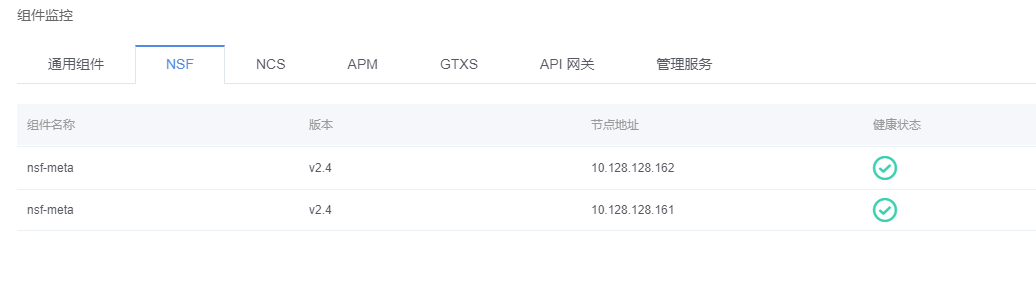 组件监控
通用组件 NSF NCS APM GTXS API 网关 管理服务
组件名称 版本 节点地址 健康状态
nsf-meta v2.4 10.128.128.162
nsf-meta v2.4 10.128.128.161